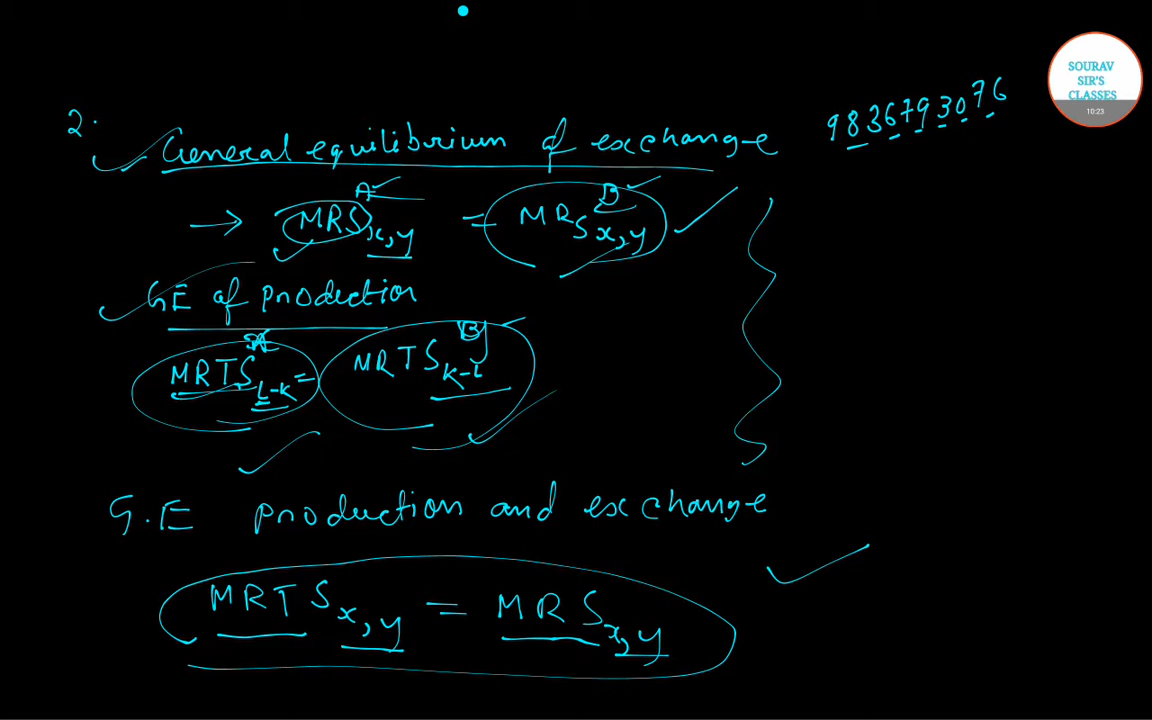 2. General equilibrium of exchange
9836793076
SOURAV
SIR'S
CLASSES
10:23
→ MRS^A x,y = MRS^B x,y
GE of production
MRTS^A L-K = MRTS^B K-L
G.E production and exchange
MRTS x,y = MRS x,y